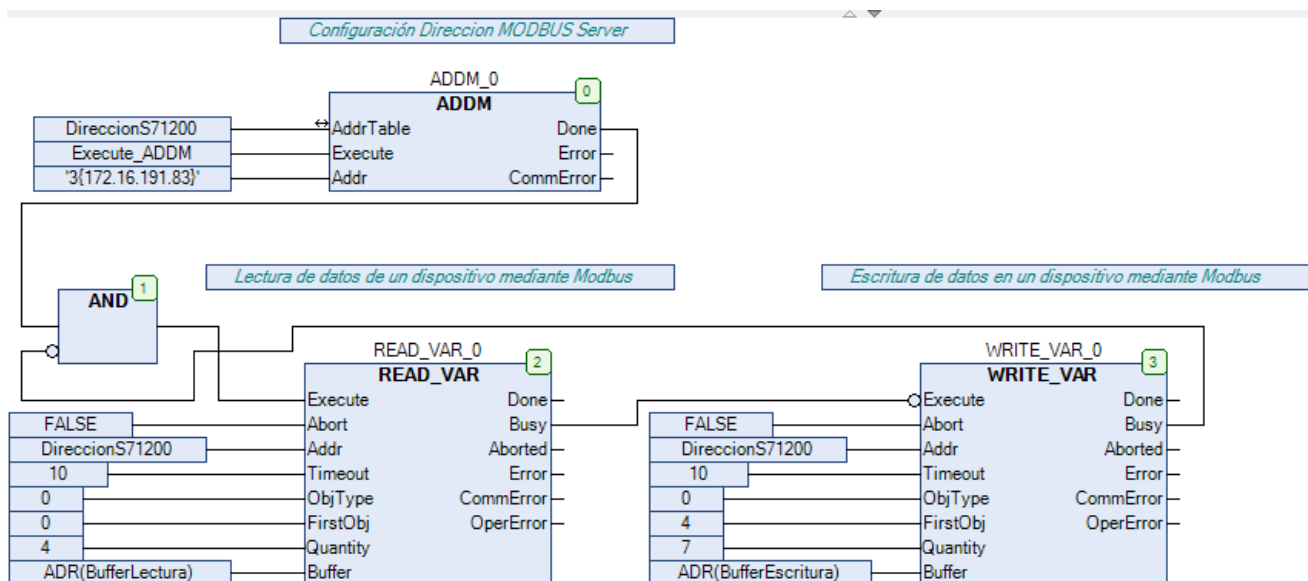 Configuración Direccion MODBUS Server
ADDM_0
0
ADDM
DireccionS71200
AddrTable
Done
Execute_ADDM
Execute
Error
'3{172.16.191.83}'
Addr
CommError
Lectura de datos de un dispositivo mediante Modbus
Escritura de datos en un dispositivo mediante Modbus
1
AND
READ_VAR_0
2
READ_VAR
Execute
Done
FALSE
Abort
Busy
DireccionS71200
Addr
Aborted
10
Timeout
Error
0
ObjType
CommError
0
FirstObj
OperError
4
Quantity
ADR(BufferLectura)
Buffer
WRITE_VAR_0
3
WRITE_VAR
Execute
Done
FALSE
Abort
Busy
DireccionS71200
Addr
Aborted
10
Timeout
Error
0
ObjType
CommError
4
FirstObj
OperError
7
Quantity
ADR(BufferEscritura)
Buffer